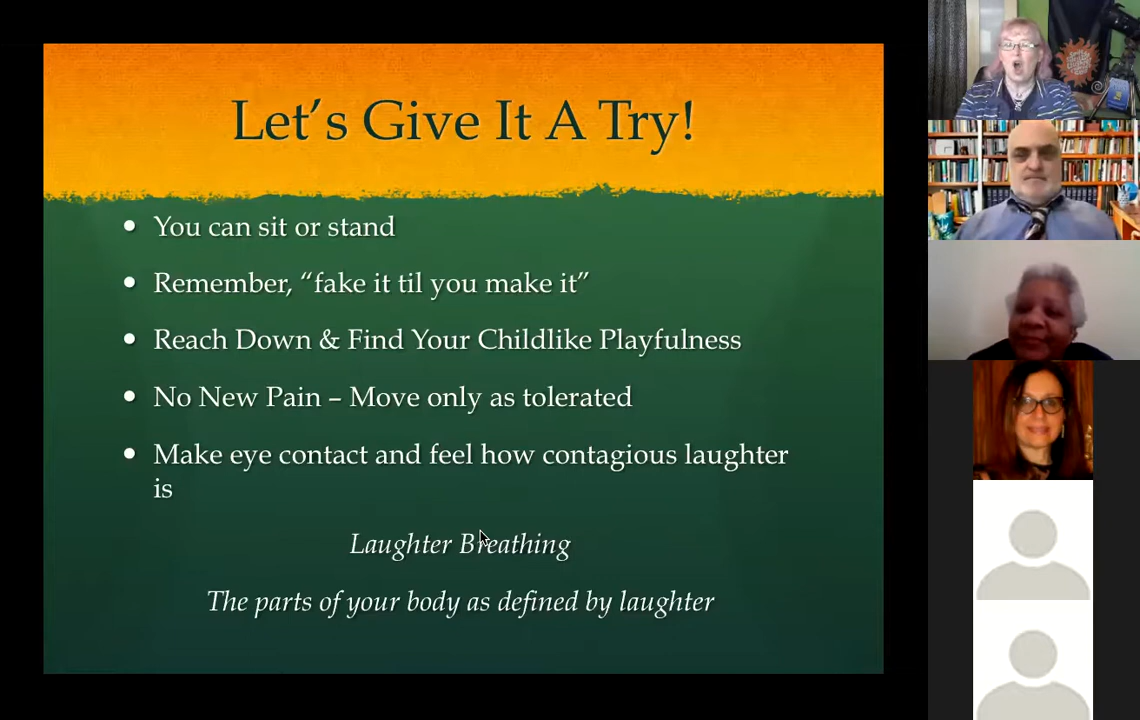 Let's Give It A Try!
• You can sit or stand
• Remember, “fake it til you make it”
• Reach Down & Find Your Childlike Playfulness
• No New Pain – Move only as tolerated
• Make eye contact and feel how contagious laughter
is
Laughter Breathing
The parts of your body as defined by laughter